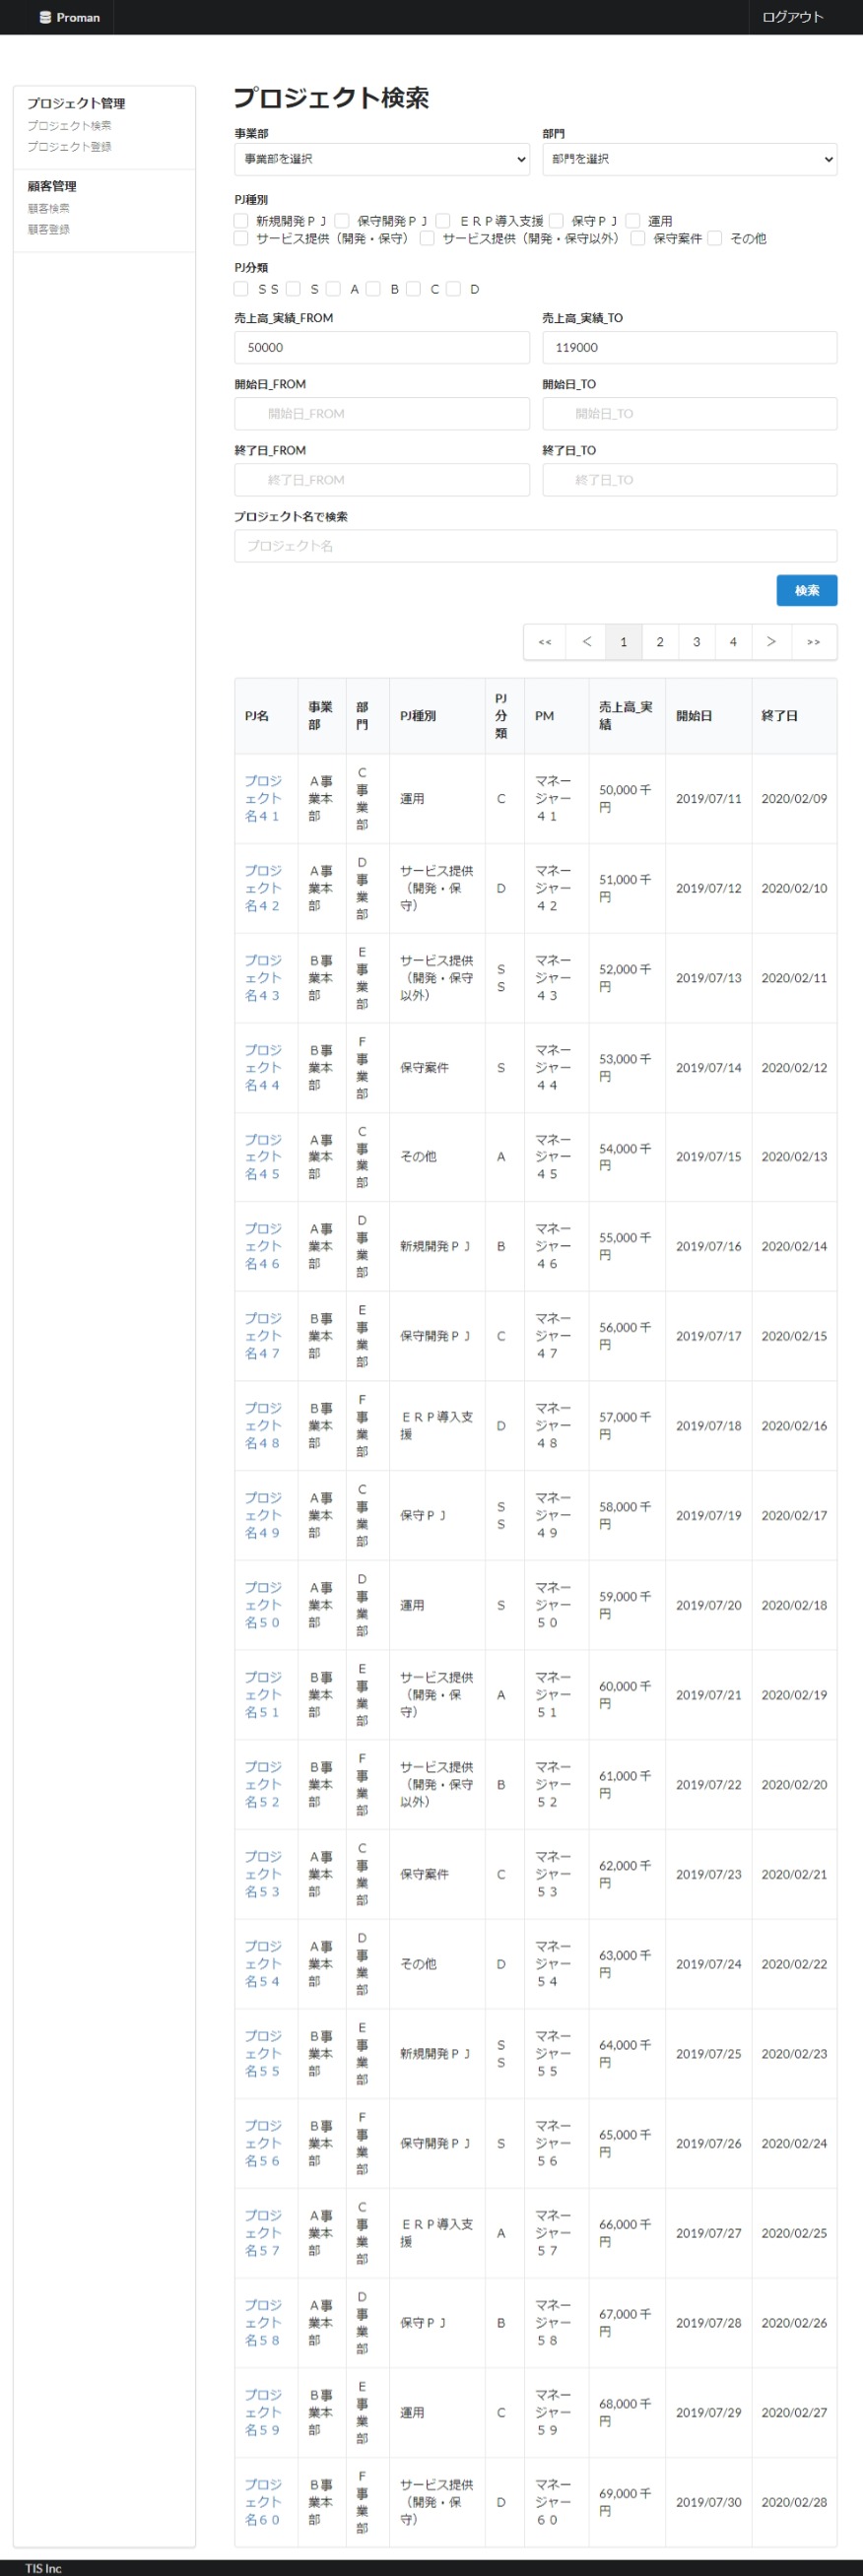 Proman
ログアウト
プロジェクト管理
プロジェクト検索
プロジェクト登録
顧客管理
顧客検索
顧客登録
プロジェクト検索
事業部 部門
事業部を選択 部門を選択
PJ種別
新規開発ＰＪ 保守開発ＰＪ ＥＲＰ導入支援 保守ＰＪ 運用
サービス提供（開発・保守） サービス提供（開発・保守以外） 保守案件 その他
PJ分類
ＳＳ Ｓ Ａ Ｂ Ｃ Ｄ
売上高_実績_FROM 売上高_実績_TO
50000 119000
開始日_FROM 開始日_TO
開始日_FROM 開始日_TO
終了日_FROM 終了日_TO
終了日_FROM 終了日_TO
プロジェクト名で検索
プロジェクト名
検索
<< < 1 2 3 4 > >>
PJ名 事業部 部門 PJ種別 PJ分類 PM 売上高_実績 開始日 終了日
プロジェクト名４１ Ａ事業本部 Ｃ事業部 運用 Ｃ マネージャー４１ 50,000 千円 2019/07/11 2020/02/09
プロジェクト名４２ Ａ事業本部 Ｄ事業部 サービス提供（開発・保守） Ｄ マネージャー４２ 51,000 千円 2019/07/12 2020/02/10
プロジェクト名４３ Ｂ事業本部 Ｅ事業部 サービス提供（開発・保守以外） ＳＳ マネージャー４３ 52,000 千円 2019/07/13 2020/02/11
プロジェクト名４４ Ｂ事業本部 Ｆ事業部 保守案件 Ｓ マネージャー４４ 53,000 千円 2019/07/14 2020/02/12
プロジェクト名４５ Ａ事業本部 Ｃ事業部 その他 Ａ マネージャー４５ 54,000 千円 2019/07/15 2020/02/13
プロジェクト名４６ Ａ事業本部 Ｄ事業部 新規開発ＰＪ Ｂ マネージャー４６ 55,000 千円 2019/07/16 2020/02/14
プロジェクト名４７ Ｂ事業本部 Ｅ事業部 保守開発ＰＪ Ｃ マネージャー４７ 56,000 千円 2019/07/17 2020/02/15
プロジェクト名４８ Ｂ事業本部 Ｆ事業部 ＥＲＰ導入支援 Ｄ マネージャー４８ 57,000 千円 2019/07/18 2020/02/16
プロジェクト名４９ Ａ事業本部 Ｃ事業部 保守ＰＪ ＳＳ マネージャー４９ 58,000 千円 2019/07/19 2020/02/17
プロジェクト名５０ Ａ事業本部 Ｄ事業部 運用 Ｓ マネージャー５０ 59,000 千円 2019/07/20 2020/02/18
プロジェクト名５１ Ｂ事業本部 Ｅ事業部 サービス提供（開発・保守） Ａ マネージャー５１ 60,000 千円 2019/07/21 2020/02/19
プロジェクト名５２ Ｂ事業本部 Ｆ事業部 サービス提供（開発・保守以外） Ｂ マネージャー５２ 61,000 千円 2019/07/22 2020/02/20
プロジェクト名５３ Ａ事業本部 Ｃ事業部 保守案件 Ｃ マネージャー５３ 62,000 千円 2019/07/23 2020/02/21
プロジェクト名５４ Ａ事業本部 Ｄ事業部 その他 Ｄ マネージャー５４ 63,000 千円 2019/07/24 2020/02/22
プロジェクト名５５ Ｂ事業本部 Ｅ事業部 新規開発ＰＪ ＳＳ マネージャー５５ 64,000 千円 2019/07/25 2020/02/23
プロジェクト名５６ Ｂ事業本部 Ｆ事業部 保守開発ＰＪ Ｓ マネージャー５６ 65,000 千円 2019/07/26 2020/02/24
プロジェクト名５７ Ａ事業本部 Ｃ事業部 ＥＲＰ導入支援 Ａ マネージャー５７ 66,000 千円 2019/07/27 2020/02/25
プロジェクト名５８ Ａ事業本部 Ｄ事業部 保守ＰＪ Ｂ マネージャー５８ 67,000 千円 2019/07/28 2020/02/26
プロジェクト名５９ Ｂ事業本部 Ｅ事業部 運用 Ｃ マネージャー５９ 68,000 千円 2019/07/29 2020/02/27
プロジェクト名６０ Ｂ事業本部 Ｆ事業部 サービス提供（開発・保守） Ｄ マネージャー６０ 69,000 千円 2019/07/30 2020/02/28
TIS Inc